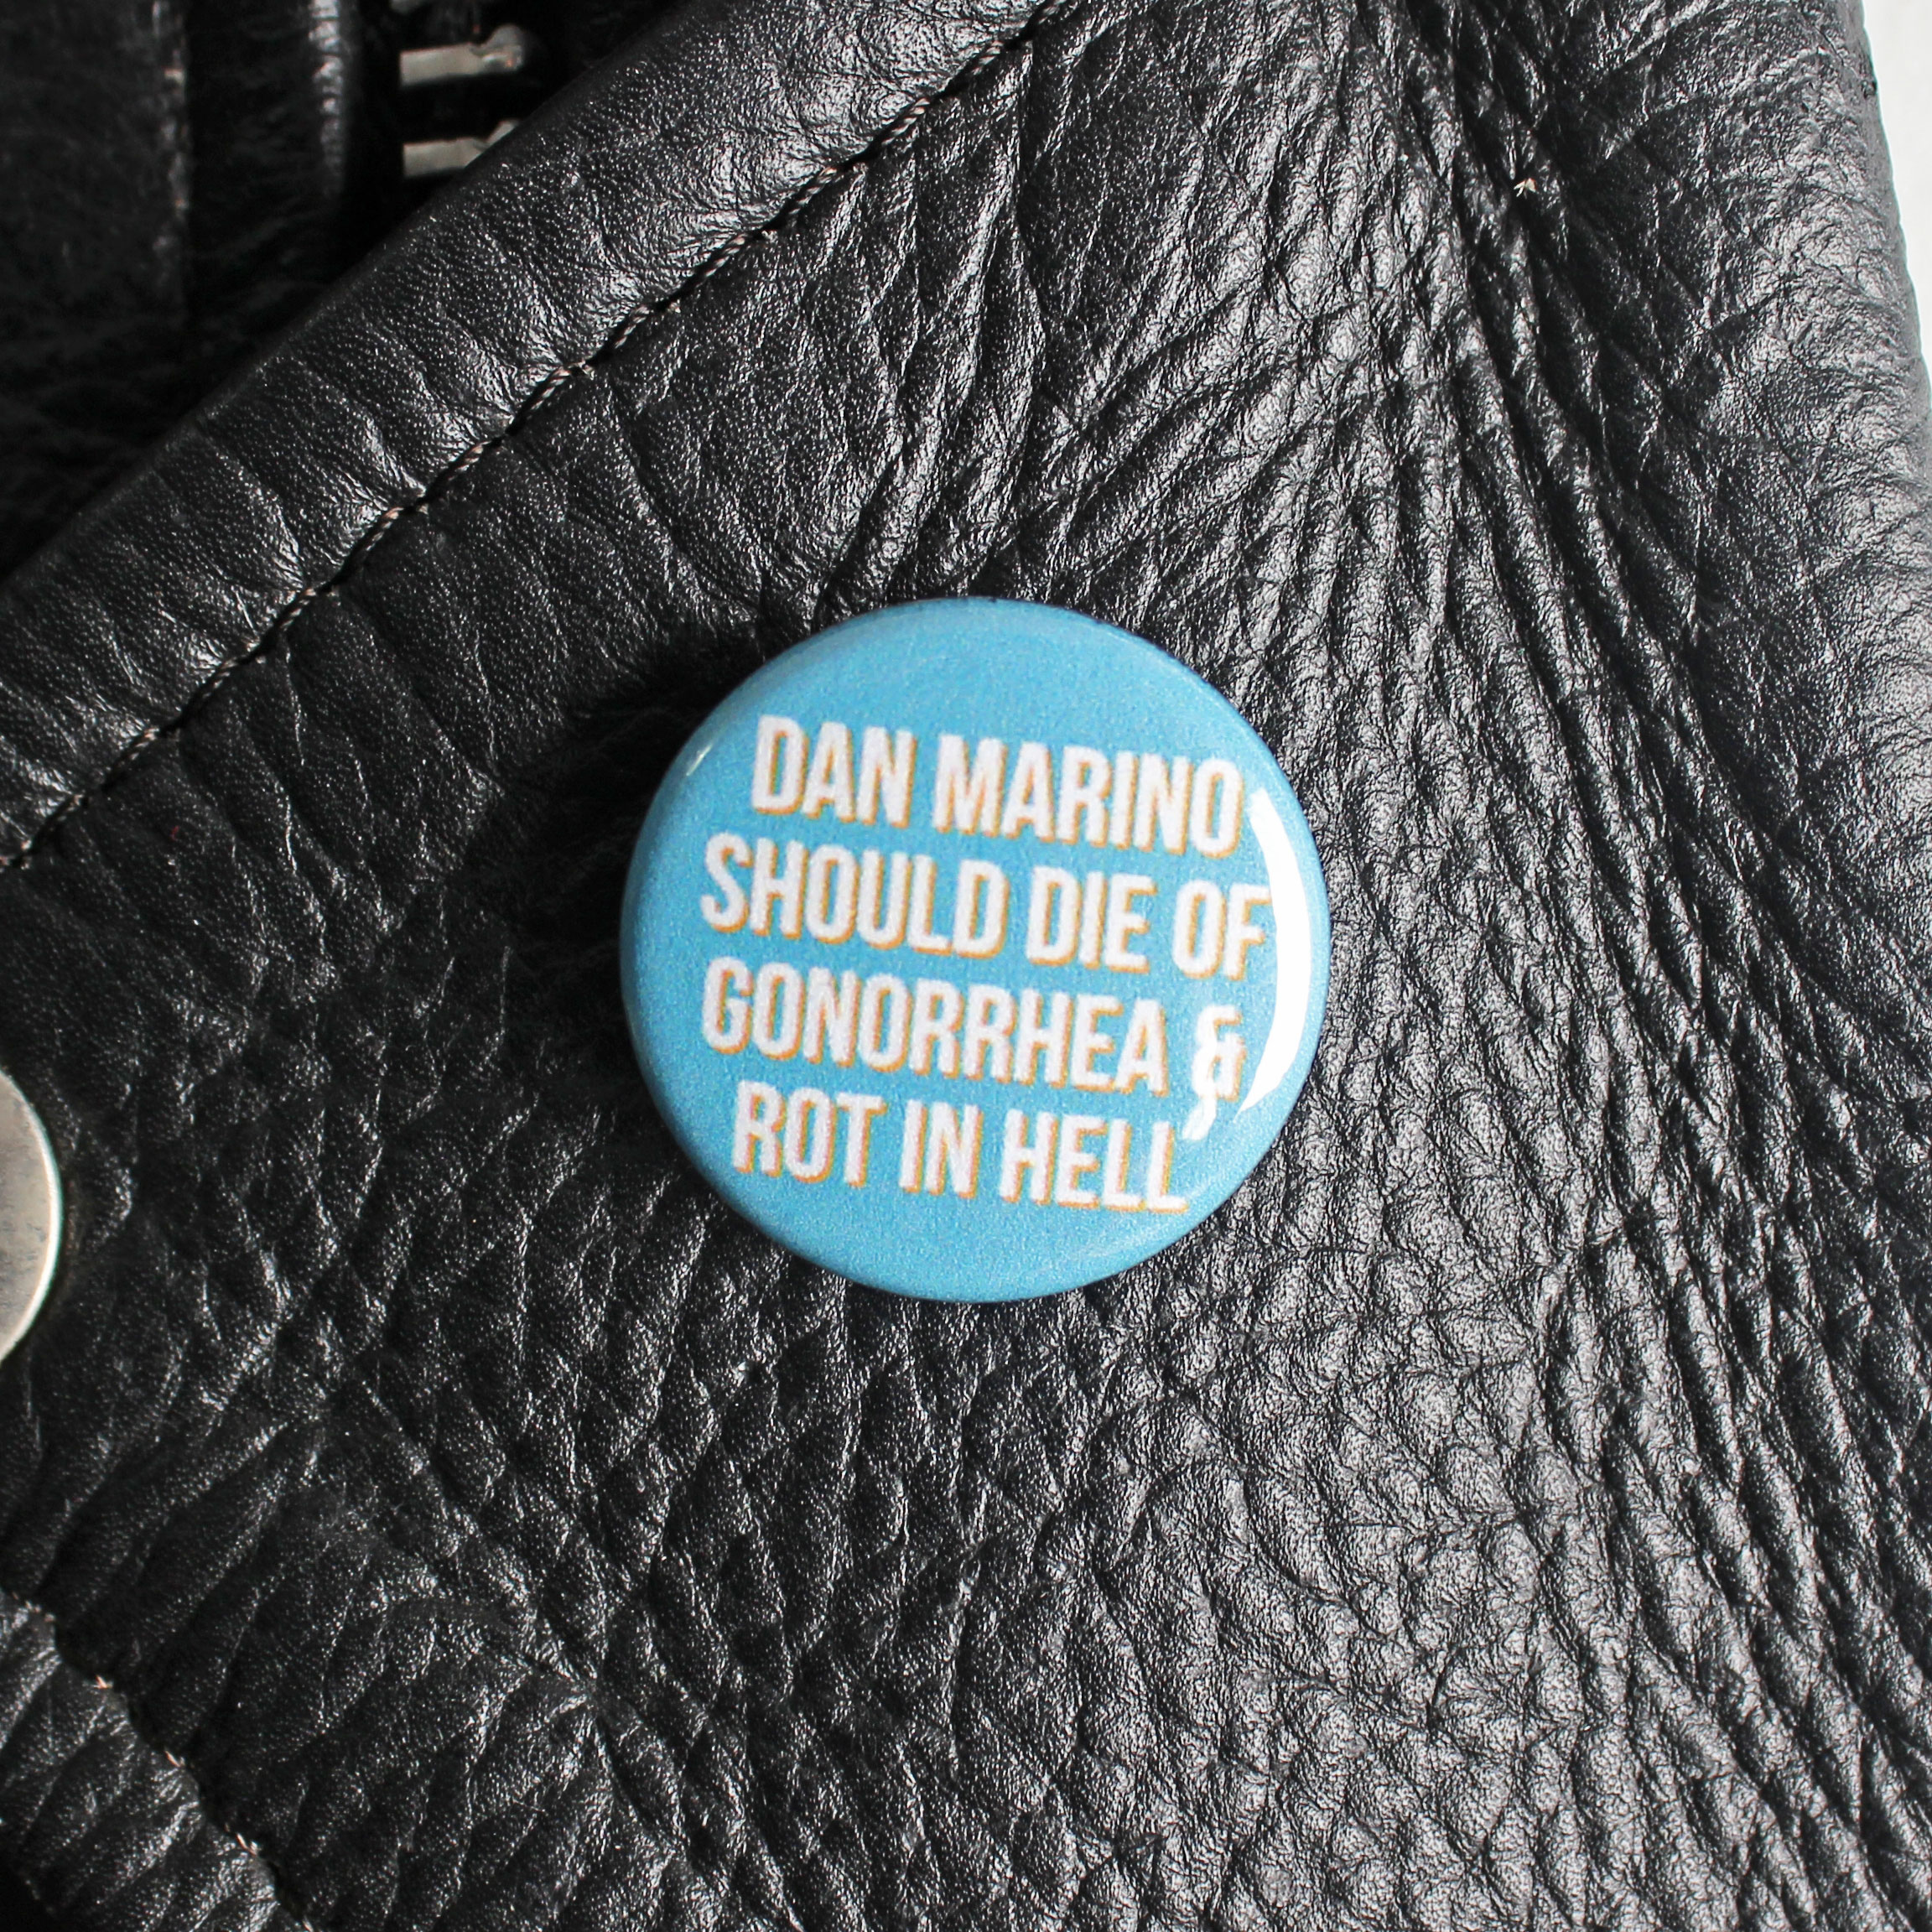 DAN MARINO
SHOULD DIE OF
GONORRHEA &
ROT IN HELL